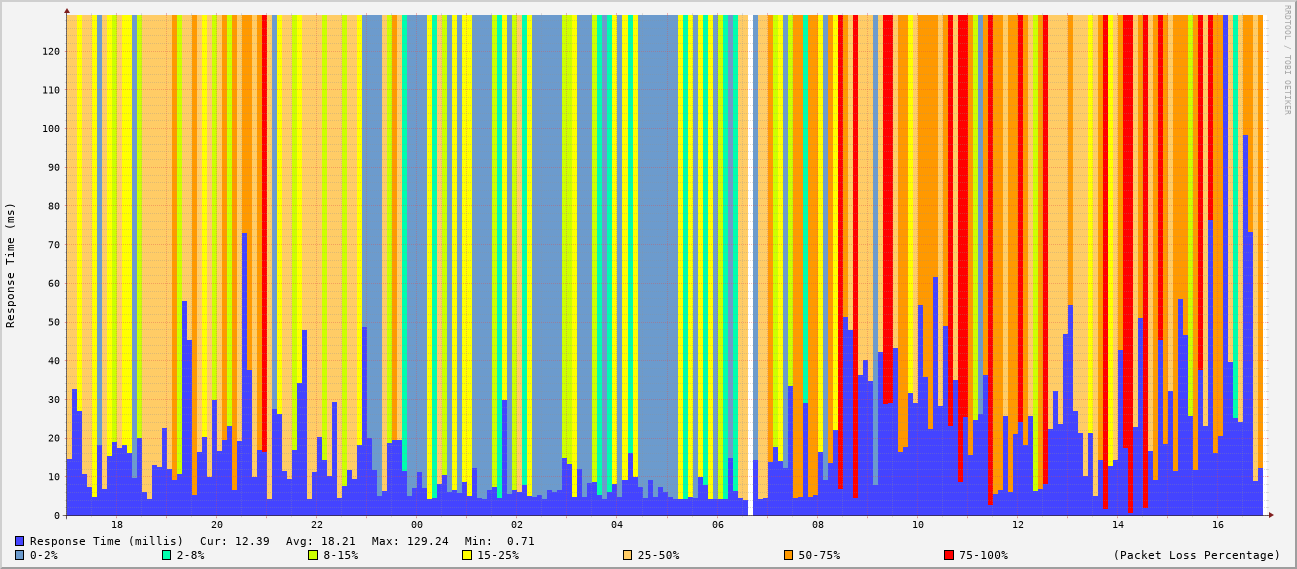 RRDTOOL / TOBI OETIKER
Response Time (ms)
120
110
100
90
80
70
60
50
40
30
20
10
0
18 20 22 00 02 04 06 08 10 12 14 16
Response Time (millis) Cur: 12.39 Avg: 18.21 Max: 129.24 Min: 0.71
0-2% 2-8% 8-15% 15-25% 25-50% 50-75% 75-100% (Packet Loss Percentage)